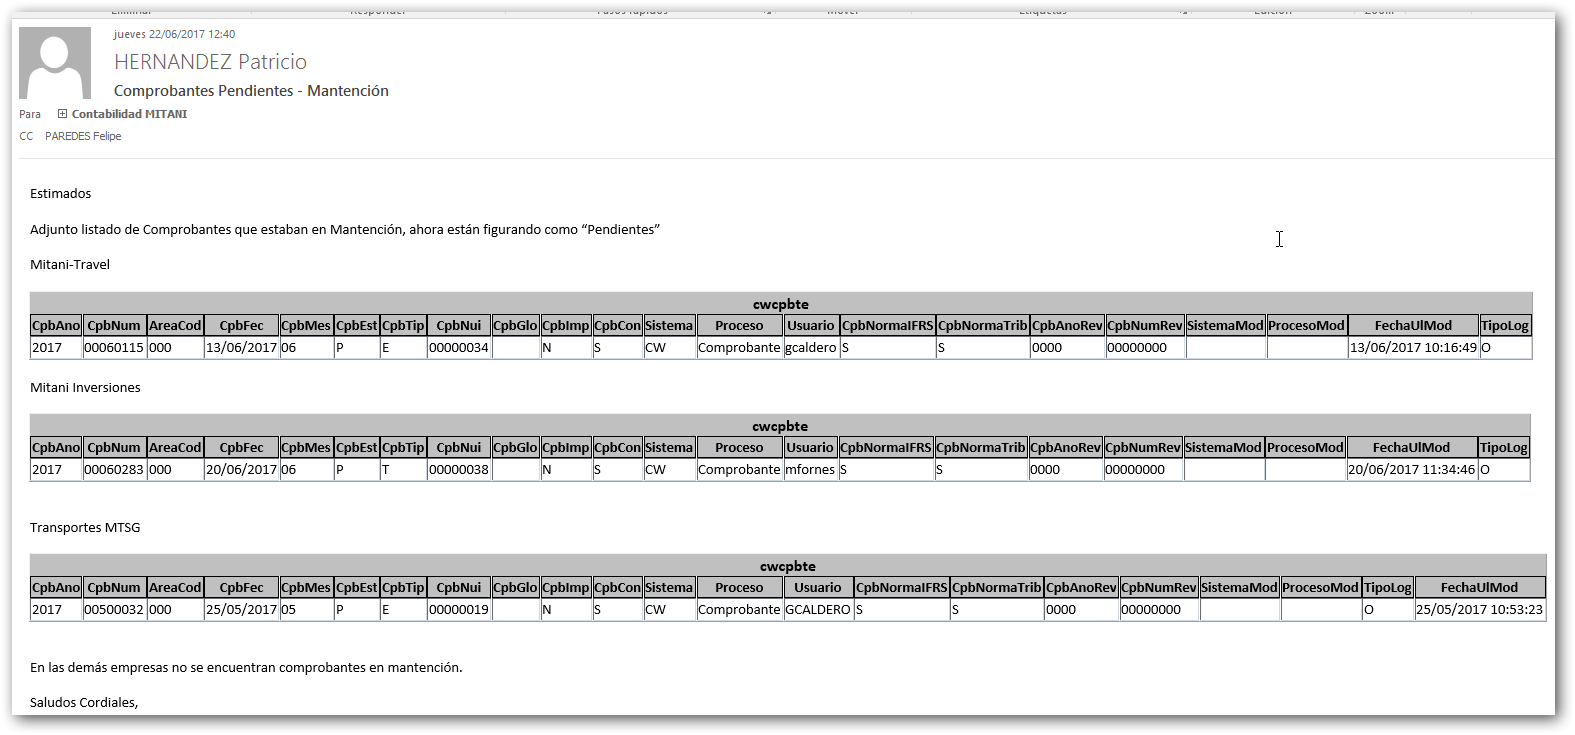 jueves 22/06/2017 12:40
HERNANDEZ Patricio
Comprobantes Pendientes - Mantención
Para Contabilidad MITANI
CC PAREDES Felipe
Estimados
Adjunto listado de Comprobantes que estaban en Mantención, ahora están figurando como “Pendientes”
Mitani-Travel
cwcpbte
CpbAno CpbNum AreaCod CpbFec CpbMes CpbEst CpbTip CpbNui CpbGlo CpbImp CpbCon Sistema Proceso Usuario CpbNormaIFRS CpbNormaTrib CpbAnoRev CpbNumRev SistemaMod ProcesoMod FechaUlMod TipoLog
2017 00060115 000 13/06/2017 06 P E 00000034 N S CW Comprobante gcaldero S S 0000 00000000 13/06/2017 10:16:49 O
Mitani Inversiones
cwcpbte
CpbAno CpbNum AreaCod CpbFec CpbMes CpbEst CpbTip CpbNui CpbGlo CpbImp CpbCon Sistema Proceso Usuario CpbNormaIFRS CpbNormaTrib CpbAnoRev CpbNumRev SistemaMod ProcesoMod FechaUlMod TipoLog
2017 00060283 000 20/06/2017 06 P T 00000038 N S CW Comprobante mfornes S S 0000 00000000 20/06/2017 11:34:46 O
Transportes MTSG
cwcpbte
CpbAno CpbNum AreaCod CpbFec CpbMes CpbEst CpbTip CpbNui CpbGlo CpbImp CpbCon Sistema Proceso Usuario CpbNormaIFRS CpbNormaTrib CpbAnoRev CpbNumRev SistemaMod ProcesoMod TipoLog FechaUlMod
2017 00500032 000 25/05/2017 05 P E 00000019 N S CW Comprobante GCALDERO S S 0000 00000000 O 25/05/2017 10:53:23
En las demás empresas no se encuentran comprobantes en mantención.
Saludos Cordiales,